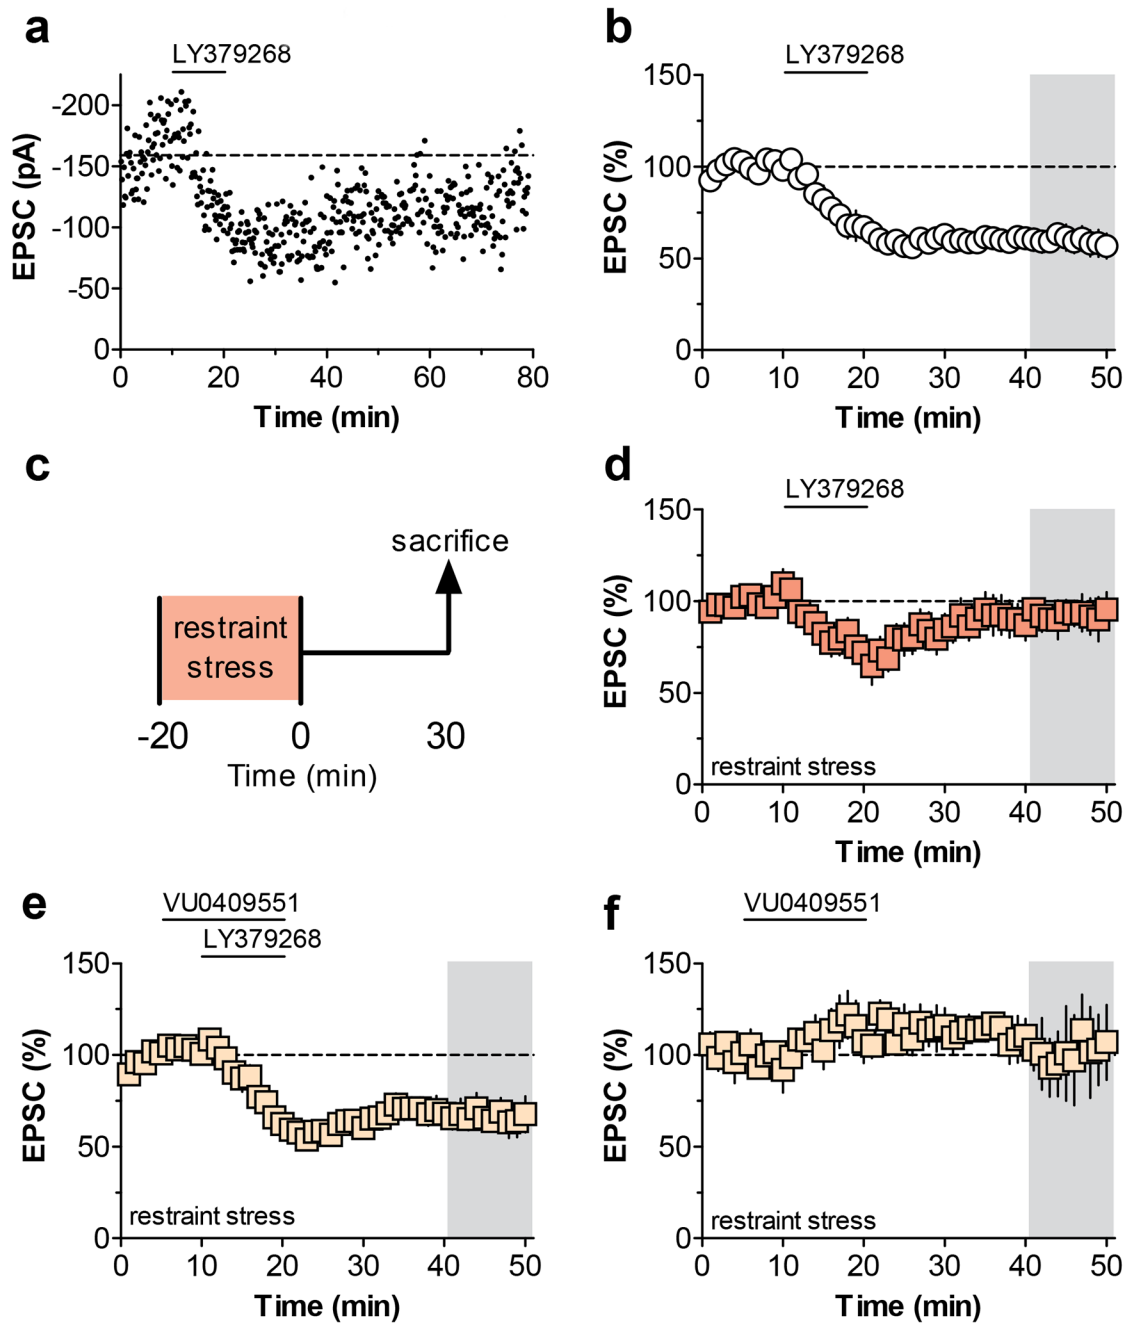 a
LY379268
EPSC (pA)
-200
-150
-100
-50
0
0 20 40 60 80
Time (min)
b
LY379268
EPSC (%)
150
100
50
0
0 10 20 30 40 50
Time (min)
c
restraint
stress
sacrifice
-20 0 30
Time (min)
d
LY379268
EPSC (%)
150
100
50
0
restraint stress
0 10 20 30 40 50
Time (min)
e
VU0409551
LY379268
EPSC (%)
150
100
50
0
restraint stress
0 10 20 30 40 50
Time (min)
f
VU0409551
EPSC (%)
150
100
50
0
restraint stress
0 10 20 30 40 50
Time (min)